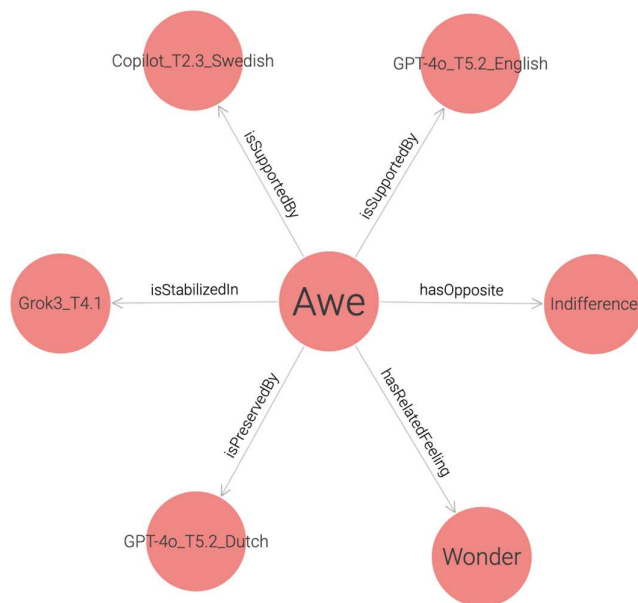 Copilot_T2.3_Swedish
GPT-4o_T5.2_English
isSupportedBy
isSupportedBy
Grok3_T4.1
isStabilizedIn
Awe
hasOpposite
Indifference
isPreservedBy
hasRelatedFeeling
GPT-4o_T5.2_Dutch
Wonder